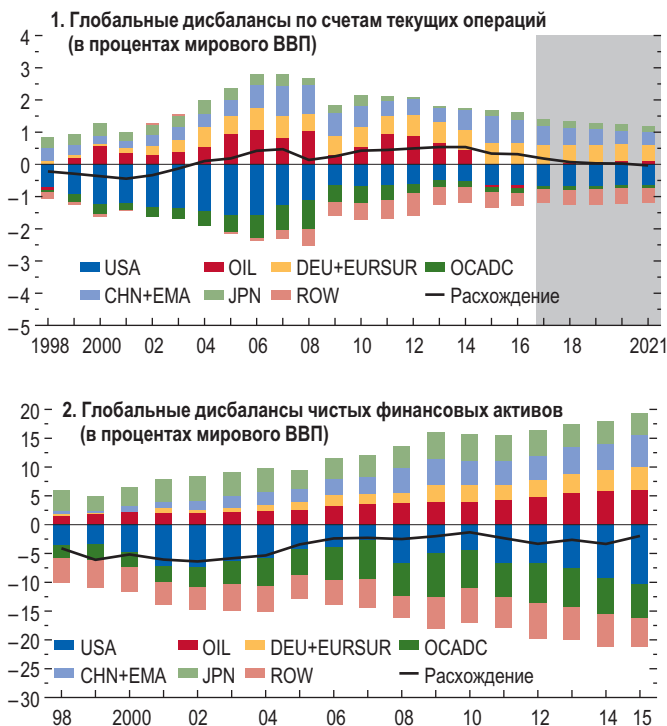 1. Глобальные дисбалансы по счетам текущих операций
(в процентах мирового ВВП)
4
3
2
1
0
–1
–2
–3
–4
–5
USA OIL DEU+EURSUR OCADC
CHN+EMA JPN ROW Расхождение
1998 2000 02 04 06 08 10 12 14 16 18 2021
2. Глобальные дисбалансы чистых финансовых активов
(в процентах мирового ВВП)
20
15
10
5
0
–5
–10
–15
–20
–25
–30
USA OIL DEU+EURSUR OCADC
CHN+EMA JPN ROW Расхождение
98 2000 02 04 06 08 10 12 14 15